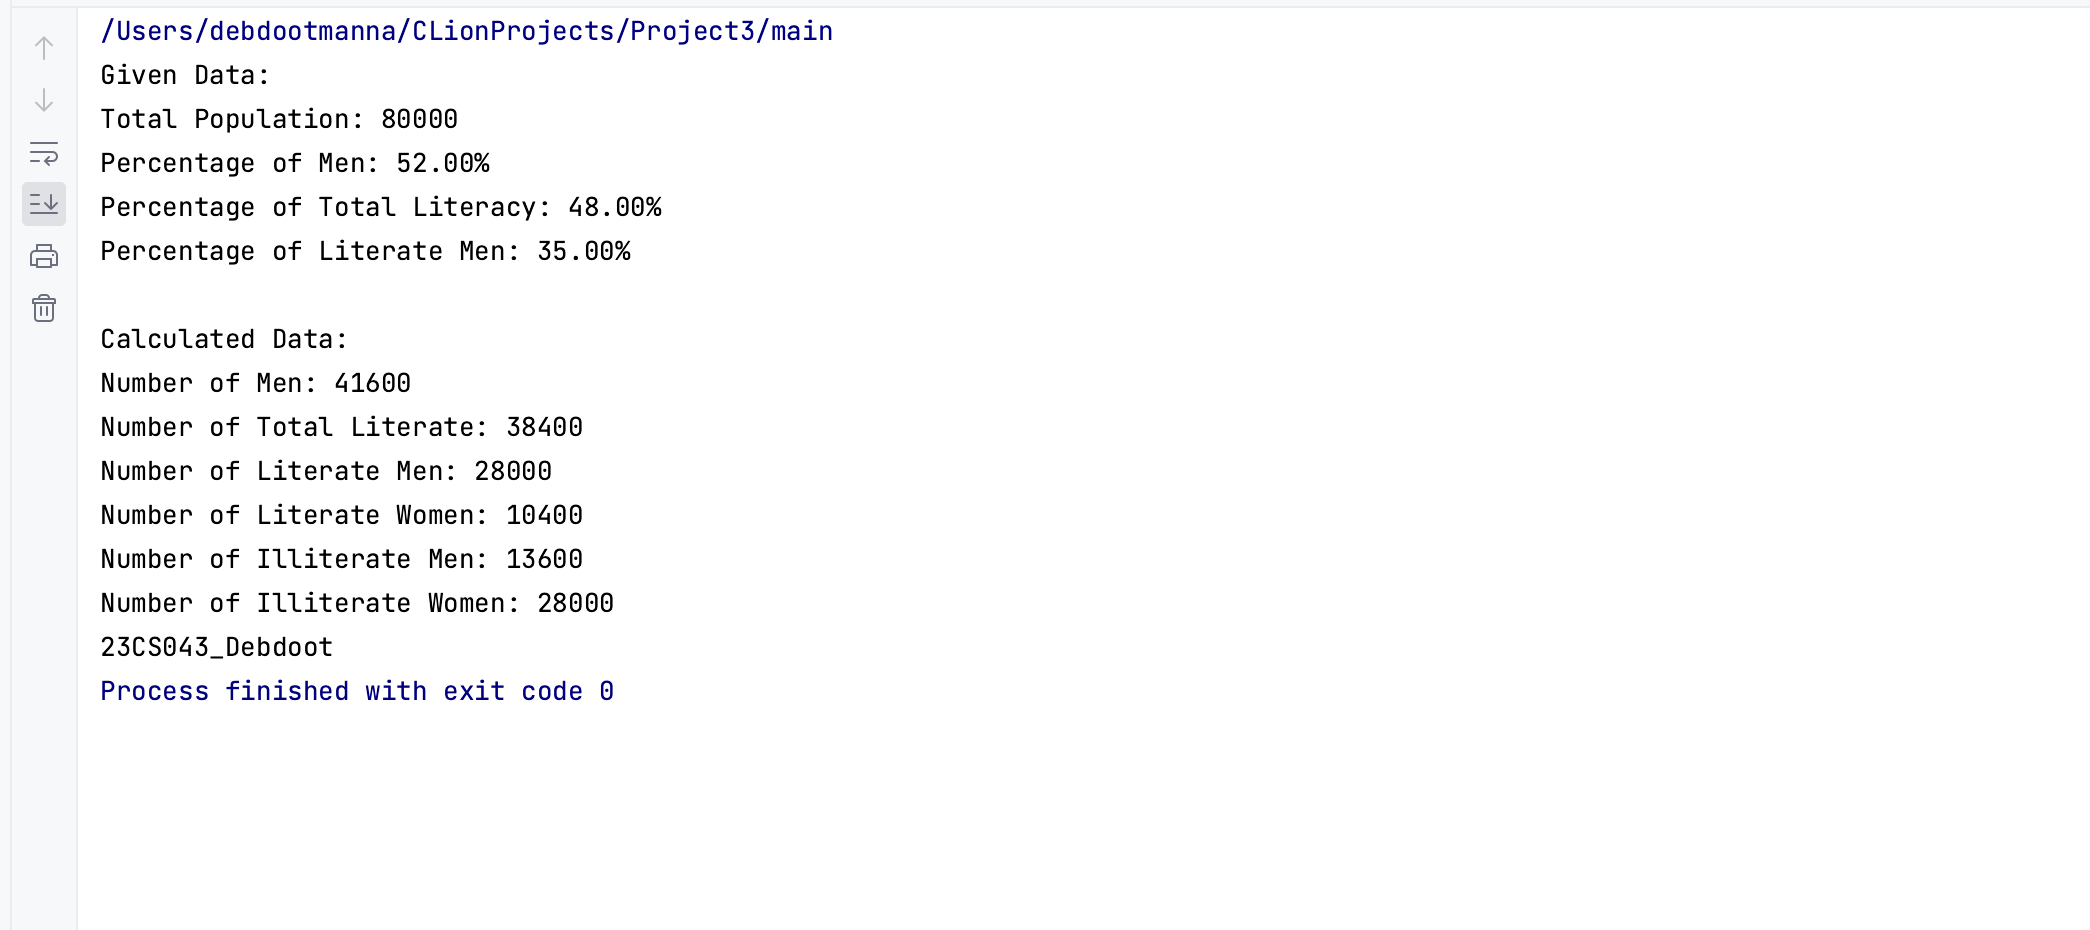 /Users/debdootmanna/CLionProjects/Project3/main
Given Data:
Total Population: 80000
Percentage of Men: 52.00%
Percentage of Total Literacy: 48.00%
Percentage of Literate Men: 35.00%
Calculated Data:
Number of Men: 41600
Number of Total Literate: 38400
Number of Literate Men: 28000
Number of Literate Women: 10400
Number of Illiterate Men: 13600
Number of Illiterate Women: 28000
23CS043_Debdoot
Process finished with exit code 0